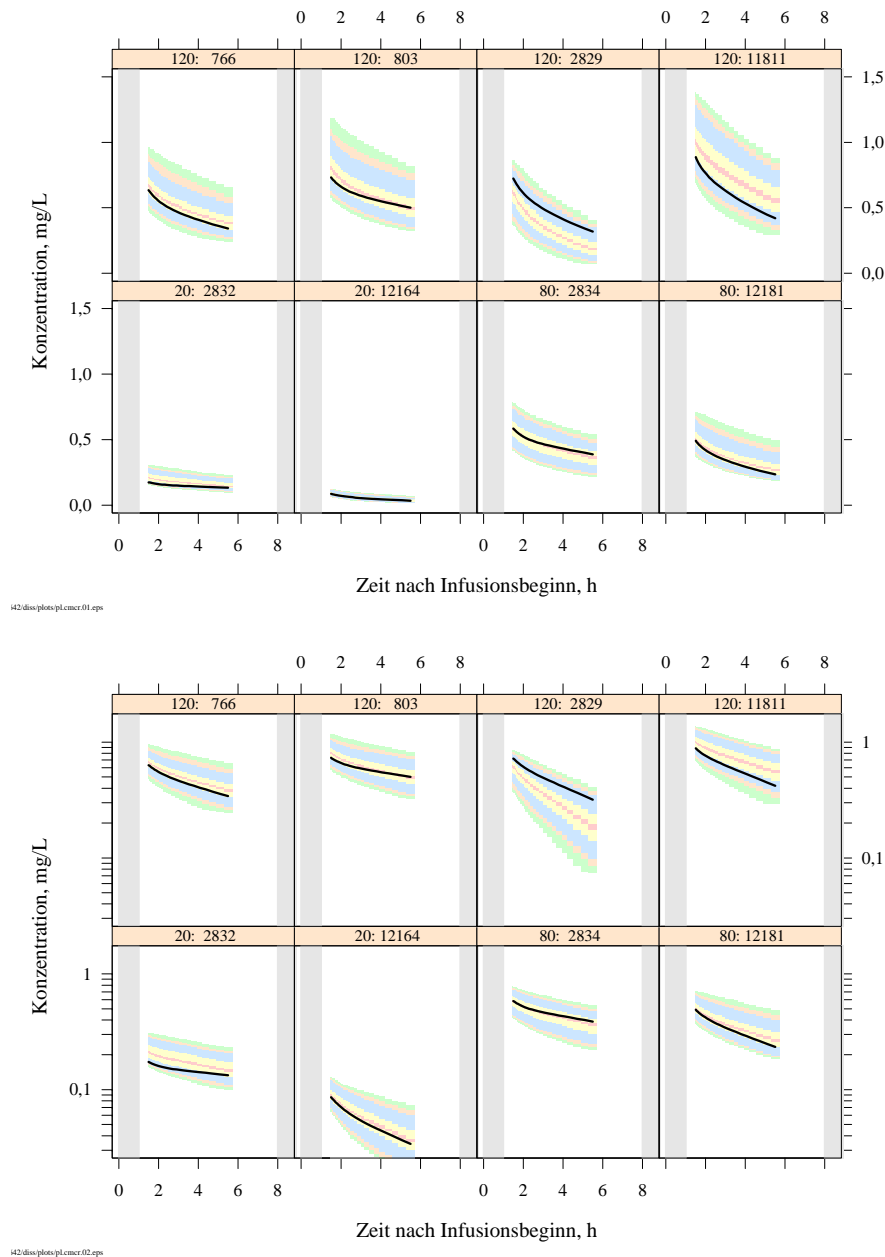 0 2 4 6 8 0 2 4 6 8
120: 766 120: 803 120: 2829 120: 11811
1,5
1,0
0,5
0,0
20: 2832 20: 12164 80: 2834 80: 12181
1,5
1,0
0,5
0,0
Konzentration, mg/L
0 2 4 6 8 0 2 4 6 8
Zeit nach Infusionsbeginn, h
i42/diss/plots/pl.cmcr.01.eps
0 2 4 6 8 0 2 4 6 8
120: 766 120: 803 120: 2829 120: 11811
1
0,1
20: 2832 20: 12164 80: 2834 80: 12181
1
0,1
Konzentration, mg/L
0 2 4 6 8 0 2 4 6 8
Zeit nach Infusionsbeginn, h
i42/diss/plots/pl.cmcr.02.eps